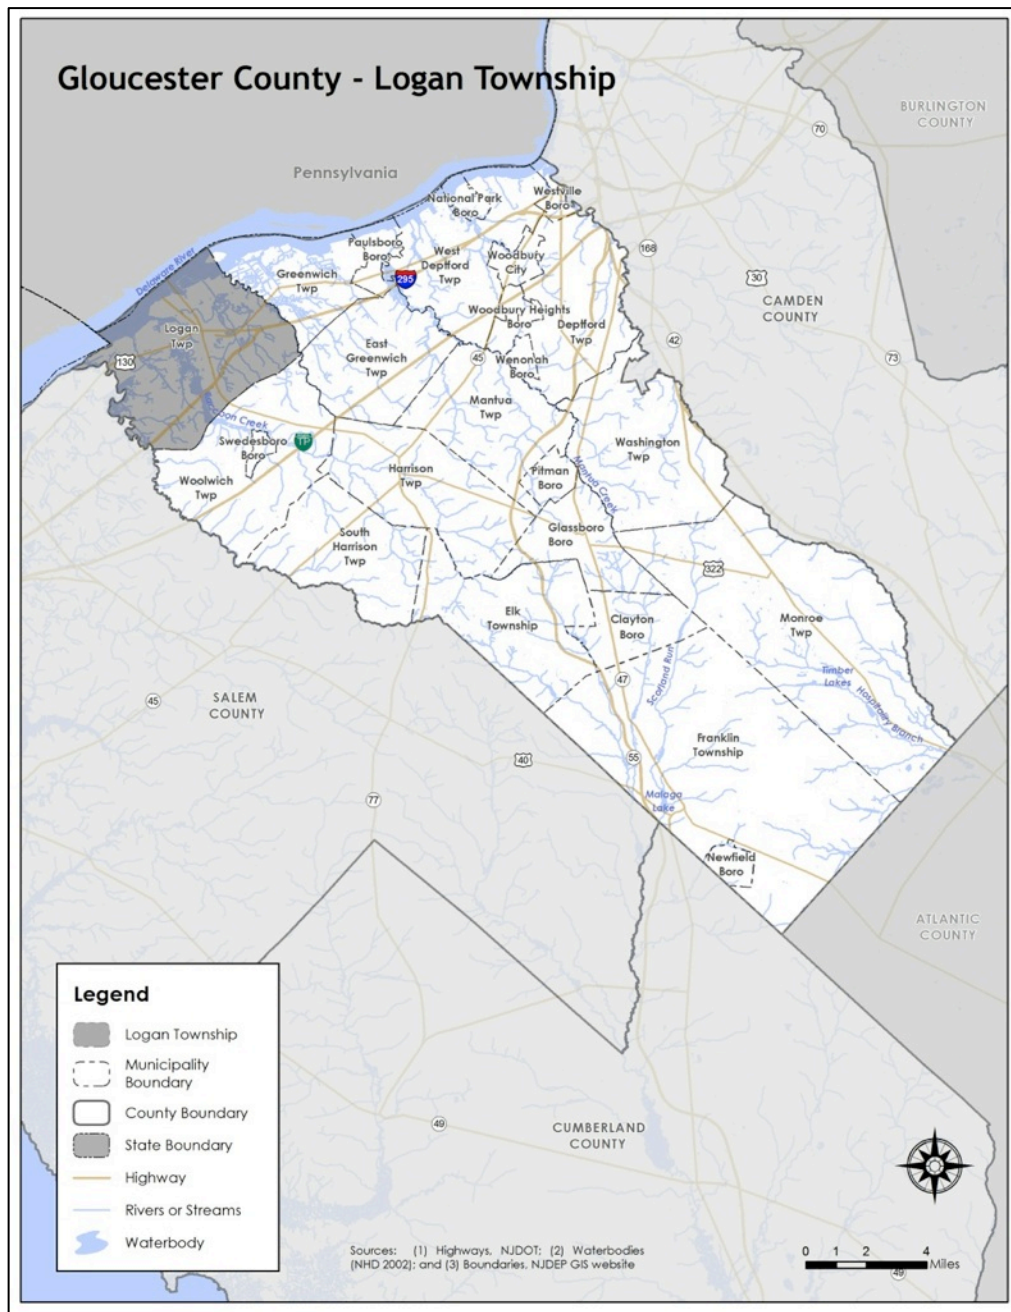 Gloucester County - Logan Township
BURLINGTON
COUNTY
70
Pennsylvania
National Park
Boro
Westville
Boro
Paulsboro
Boro
West
Deptford
Twp
Woodbury
City
168
30
Delaware River
Greenwich
Twp
295
CAMDEN
COUNTY
Logan
Twp
Woodbury Heights
Boro
Deptford
Twp
42
130
East
Greenwich
Twp
45
Wenonah
Boro
73
Mantua
Twp
Creek
Swedesboro
Boro
Washington
Twp
Woolwich
Twp
Harrison
Twp
Pitman
Boro
Mantua Creek
South
Harrison
Twp
Glassboro
Boro
322
Elk
Township
Clayton
Boro
Monroe
Twp
Scotland Run
Timber
Lakes
Hospitality Branch
47
SALEM
COUNTY
45
Franklin
Township
40
55
77
Malaga
Lake
Newfield
Boro
ATLANTIC
COUNTY
Legend
Logan Township
Municipality
Boundary
County Boundary
State Boundary
Highway
Rivers or Streams
Waterbody
49
CUMBERLAND
COUNTY
Sources: (1) Highways, NJDOT; (2) Waterbodies
(NHD 2002); and (3) Boundaries, NJDEP GIS website
0 1 2 4
Miles
49